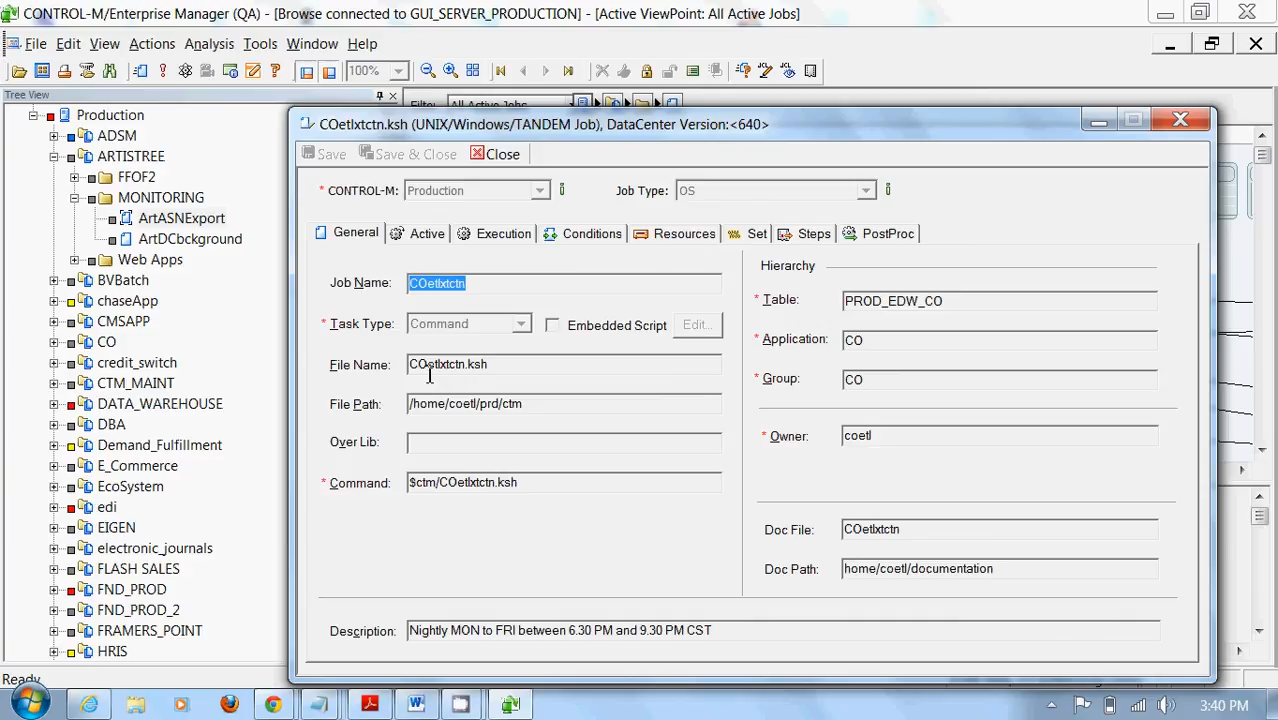 CONTROL-M/Enterprise Manager (QA) - [Browse connected to GUI_SERVER_PRODUCTION] - [Active ViewPoint: All Active Jobs]
File Edit View Actions Analysis Tools Window Help
100%
Tree View
Filter: All Active Jobs
Production
ADSM
ARTISTREE
FFOF2
MONITORING
ArtASNExport
ArtDCbckground
Web Apps
BVBatch
chaseApp
CMSAPP
CO
credit_switch
CTM_MAINT
DATA_WAREHOUSE
DBA
Demand_Fulfillment
E_Commerce
EcoSystem
edi
EIGEN
electronic_journals
FLASH SALES
FND_PROD
FND_PROD_2
FRAMERS_POINT
HRIS
Ready
COetlxtctn.ksh (UNIX/Windows/TANDEM Job), DataCenter Version:<640>
Save Save & Close Close
* CONTROL-M: Production Job Type: OS
General Active Execution Conditions Resources Set Steps PostProc
Job Name: COetlxtctn
* Task Type: Command Embedded Script Edit...
File Name: COetlxtctn.ksh
File Path: /home/coetl/prd/ctm
Over Lib:
* Command: $ctm/COetlxtctn.ksh
Hierarchy
* Table: PROD_EDW_CO
* Application: CO
* Group: CO
* Owner: coetl
Doc File: COetlxtctn
Doc Path: home/coetl/documentation
Description: Nightly MON to FRI between 6.30 PM and 9.30 PM CST
3:40 PM